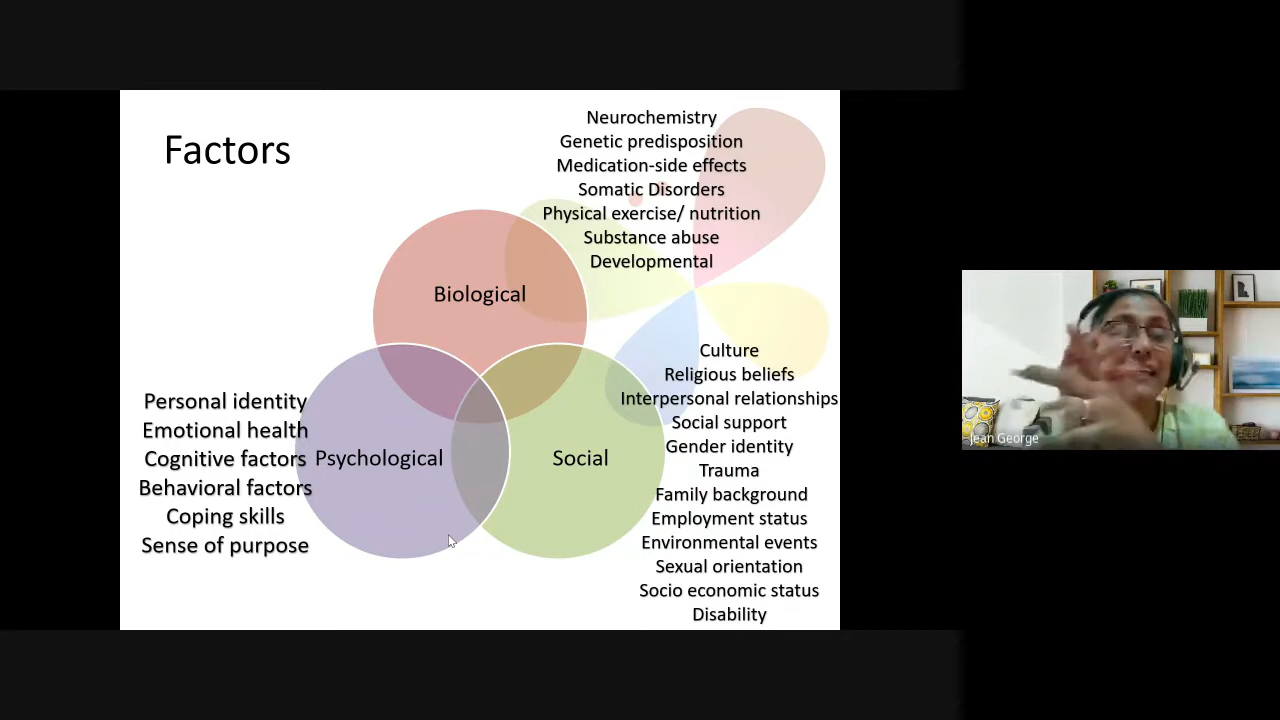 Factors
Neurochemistry
Genetic predisposition
Medication-side effects
Somatic Disorders
Physical exercise/ nutrition
Substance abuse
Developmental
Biological
Culture
Religious beliefs
Interpersonal relationships
Social support
Gender identity
Trauma
Family background
Employment status
Environmental events
Sexual orientation
Socio economic status
Disability
Personal identity
Emotional health
Cognitive factors
Behavioral factors
Coping skills
Sense of purpose
Psychological
Social
Jean George